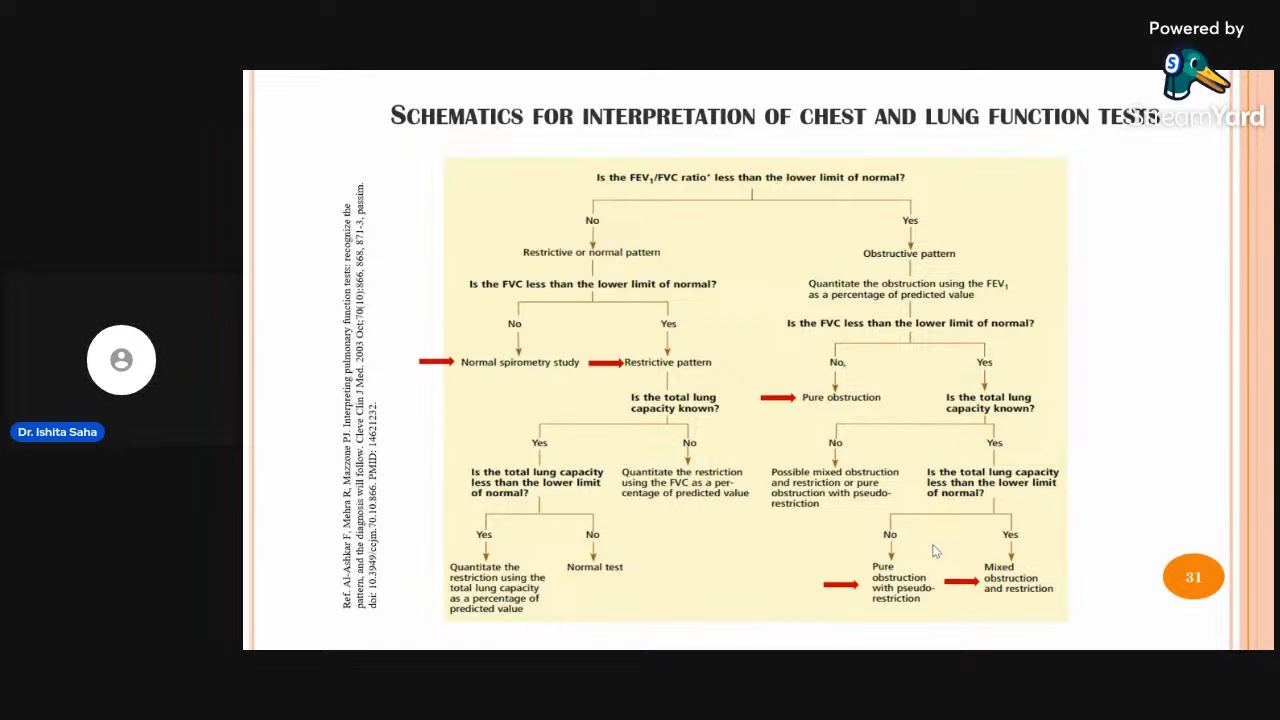 Powered by
StreamYard
SCHEMATICS FOR INTERPRETATION OF CHEST AND LUNG FUNCTION TESTS
Ref. Al-Ashkar F, Mehra R, Mazzone PJ. Interpreting pulmonary function tests: recognize the
pattern, and the diagnosis will follow. Cleve Clin J Med. 2003 Oct;70(10):866, 868, 871-3, passim.
doi: 10.3949/ccjm.70.10.866. PMID: 14621232.
Is the FEV₁/FVC ratio* less than the lower limit of normal?
No
Yes
Restrictive or normal pattern
Obstructive pattern
Is the FVC less than the lower limit of normal?
Quantitate the obstruction using the FEV₁
as a percentage of predicted value
No
Yes
Is the FVC less than the lower limit of normal?
Normal spirometry study
Restrictive pattern
No,
Yes
Is the total lung
capacity known?
Pure obstruction
Is the total lung
capacity known?
Yes
No
No
Yes
Is the total lung capacity
less than the lower limit
of normal?
Quantitate the restriction
using the FVC as a per-
centage of predicted value
Possible mixed obstruction
and restriction or pure
obstruction with pseudo-
restriction
Is the total lung capacity
less than the lower limit
of normal?
Yes
No
No
Yes
Quantitate the
restriction using the
total lung capacity
as a percentage of
predicted value
Normal test
Pure
obstruction
with pseudo-
restriction
Mixed
obstruction
and restriction
31
Dr. Ishita Saha